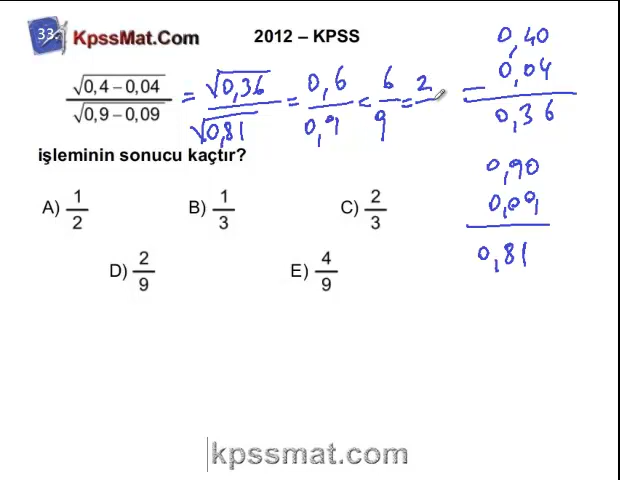 33. KpssMat.Com 2012 – KPSS
√0,4 – 0,04 / √0,9 – 0,09 = √0,36 / √0,81 = 0,6 / 0,9 = 6 / 9 = 2
işleminin sonucu kaçtır?
A) 1/2 B) 1/3 C) 2/3
D) 2/9 E) 4/9
0,40
– 0,04
0,36
0,90
0,09
0,81
kpssmat.com